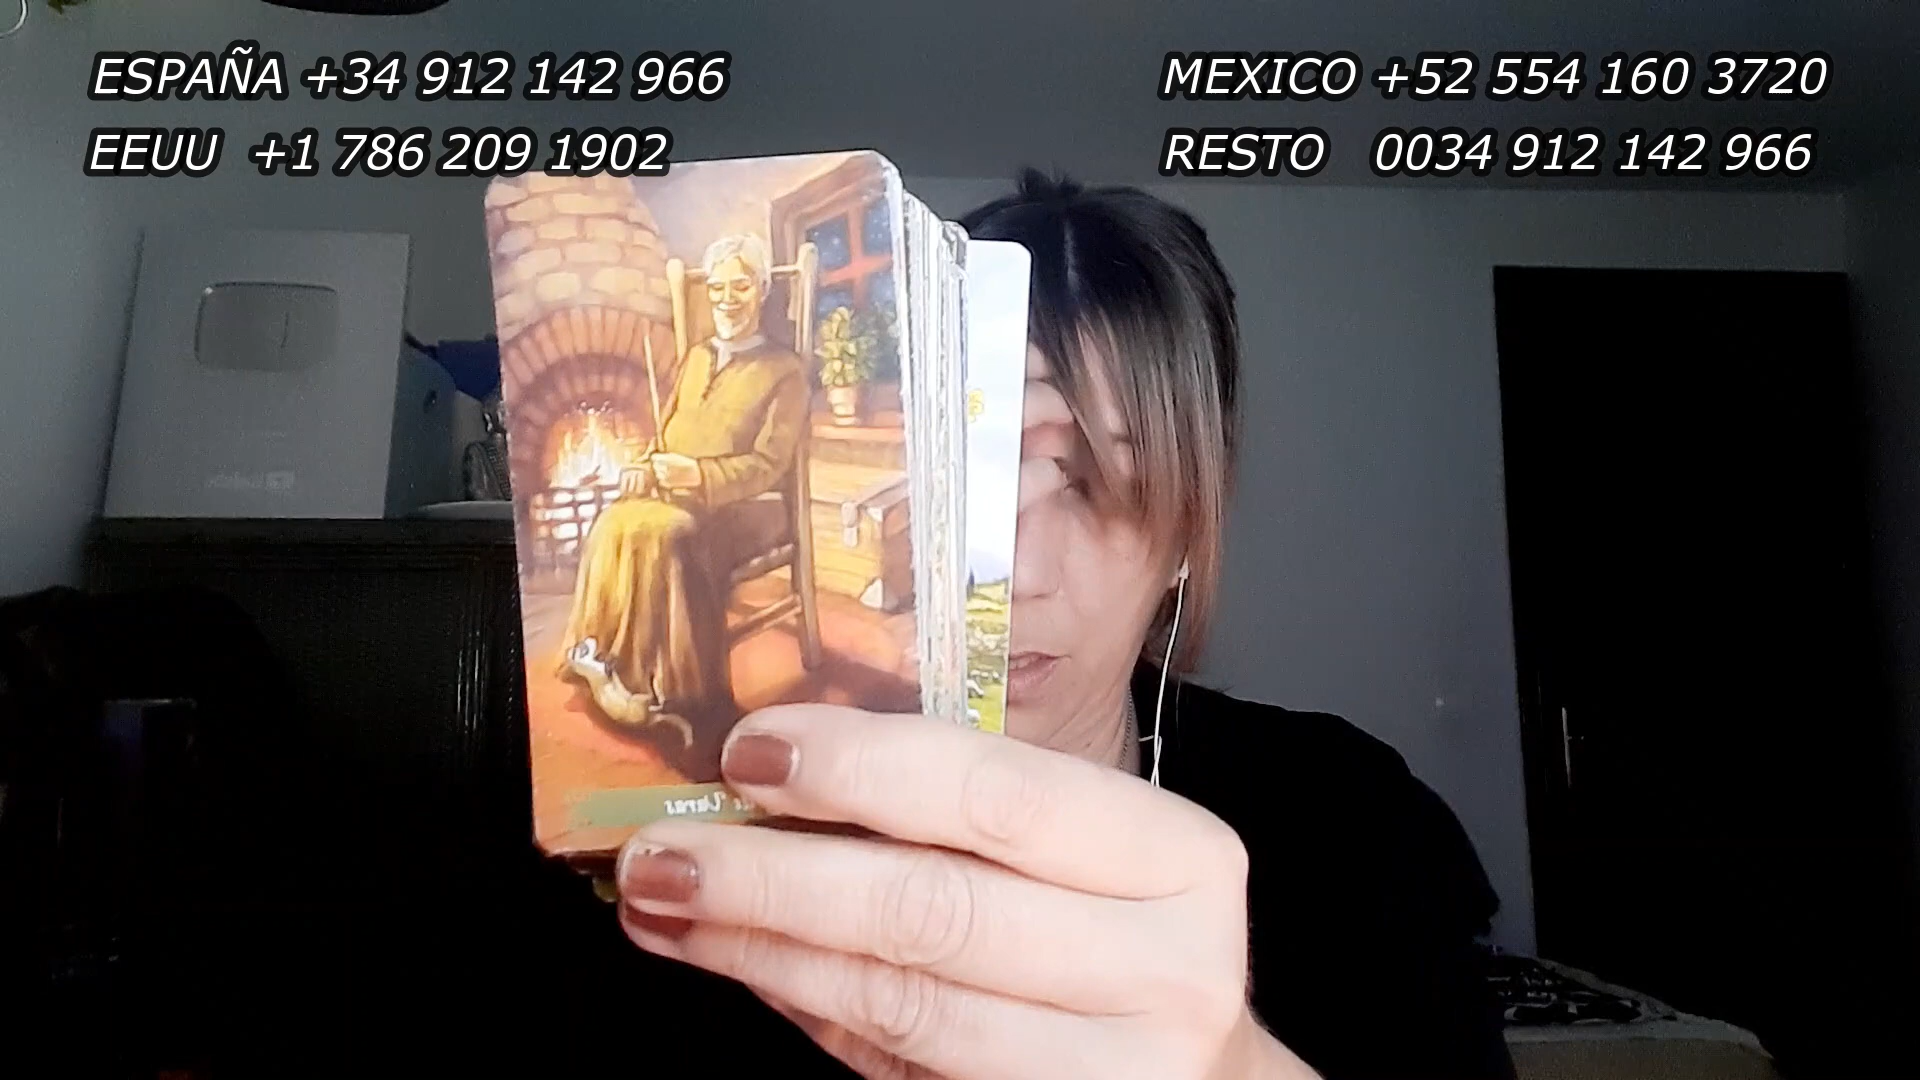 ESPAÑA +34 912 142 966
EEUU +1 786 209 1902
MEXICO +52 554 160 3720
RESTO 0034 912 142 966
Varas